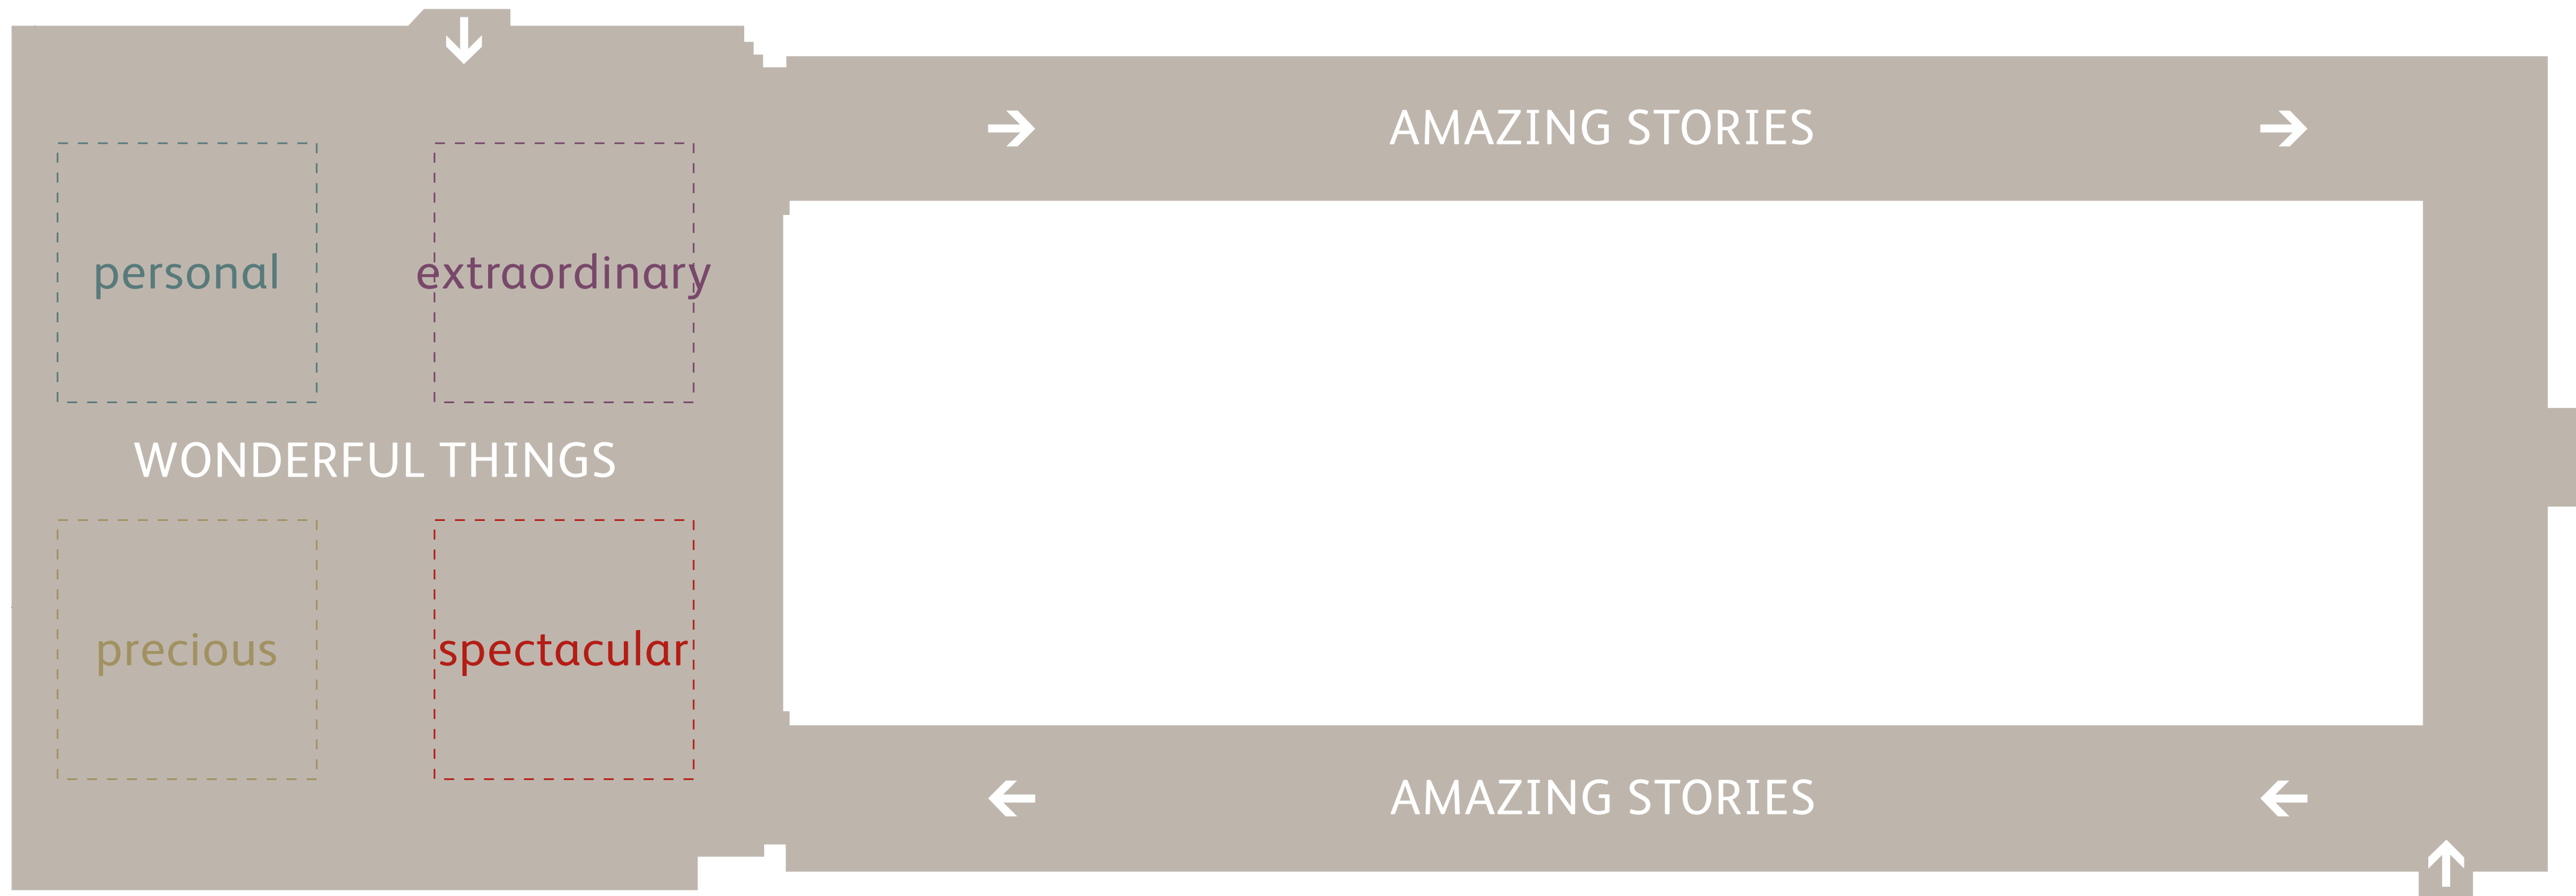 AMAZING STORIES
personal
extraordinary
WONDERFUL THINGS
precious
spectacular
AMAZING STORIES